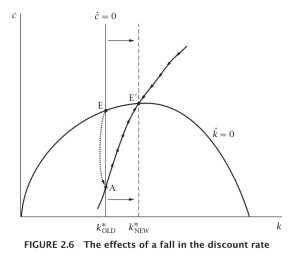 c
ċ = 0
E
E′
k̇ = 0
A
k*OLD
k*NEW
k
FIGURE 2.6 The effects of a fall in the discount rate